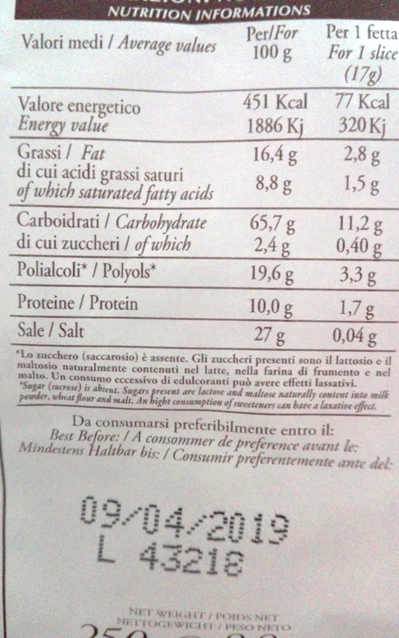 NUTRITION INFORMATIONS
Valori medi / Average values Per/For 100 g Per 1 fetta For 1 slice (17g)
Valore energetico 451 Kcal 77 Kcal
Energy value 1886 Kj 320 Kj
Grassi / Fat 16,4 g 2,8 g
di cui acidi grassi saturi
of which saturated fatty acids 8,8 g 1,5 g
Carboidrati / Carbohydrate 65,7 g 11,2 g
di cui zuccheri / of which 2,4 g 0,40 g
Polialcoli* / Polyols* 19,6 g 3,3 g
Proteine / Protein 10,0 g 1,7 g
Sale / Salt 27 g 0,04 g
*Lo zucchero (saccarosio) è assente. Gli zuccheri presenti sono il lattosio e il
maltosio naturalmente contenuti nel latte, nella farina di frumento e nel
malto. Un consumo eccessivo di edulcoranti può avere effetti lassativi.
*Sugar (sucrose) is absent. Sugars present are lactose and maltose naturally content into milk
powder, wheat flour and malt. An hight consumption of sweeteners can have a laxative effect.
Da consumarsi preferibilmente entro il:
Best Before: / A consommer de preference avant le:
Mindestens Haltbar bis: / Consumir preferentemente ante del:
09/04/2019
L 43218
NET WEIGHT / POIDS NET
NETTOGEWICHT / PESO NETO